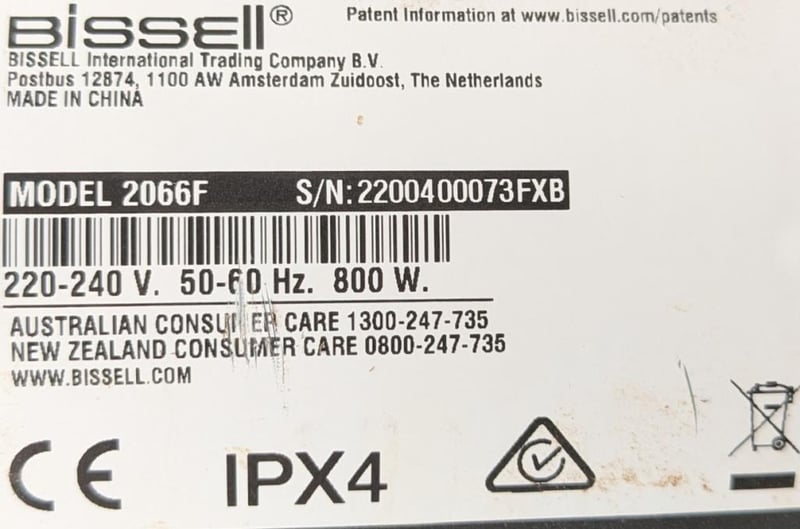 BISSELL®
Patent Information at www.bissell.com/patents
BISSELL International Trading Company B.V.
Postbus 12874, 1100 AW Amsterdam Zuidoost, The Netherlands
MADE IN CHINA
MODEL 2066F S/N: 2200400073FXB
220-240 V. 50-60 Hz. 800 W.
AUSTRALIAN CONSUMER CARE 1300-247-735
NEW ZEALAND CONSUMER CARE 0800-247-735
WWW.BISSELL.COM
CE IPX4